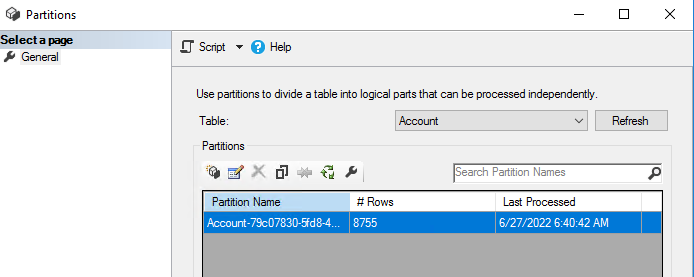 Partitions
Select a page
General
Script
Help
Use partitions to divide a table into logical parts that can be processed independently.
Table:
Account
Refresh
Partitions
Search Partition Names
Partition Name # Rows Last Processed
Account-79c07830-5fd8-4... 8755 6/27/2022 6:40:42 AM